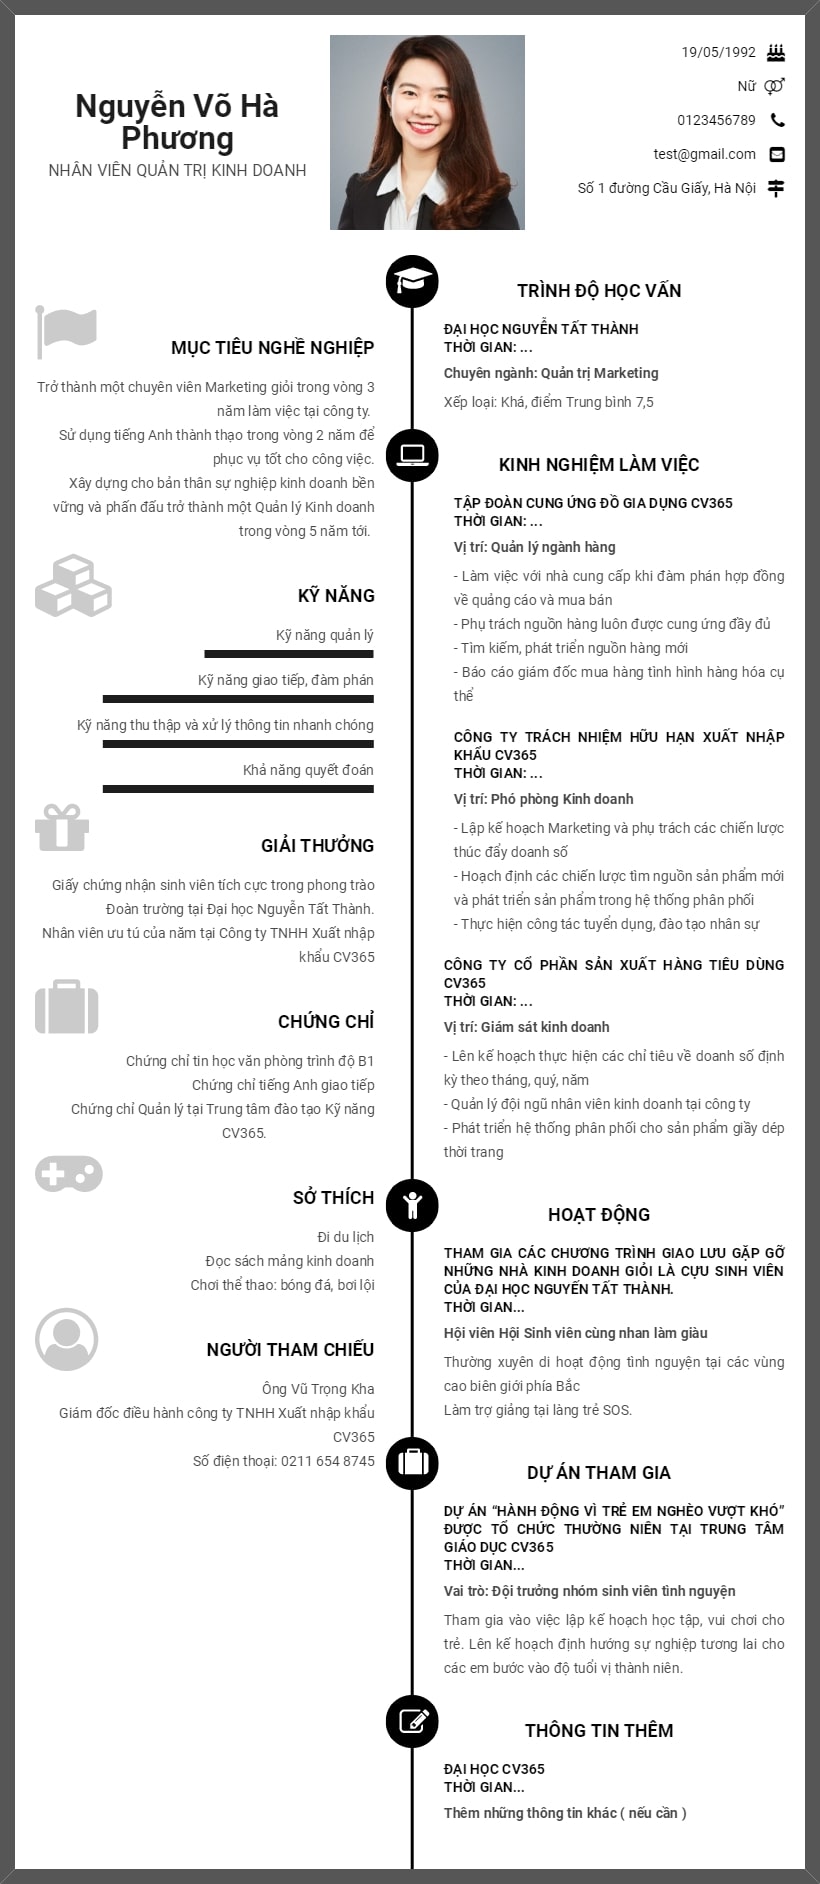 Nguyễn Võ Hà
Phương
NHÂN VIÊN QUẢN TRỊ KINH DOANH
19/05/1992
Nữ
0123456789
test@gmail.com
Số 1 đường Cầu Giấy, Hà Nội
MỤC TIÊU NGHỀ NGHIỆP
Trở thành một chuyên viên Marketing giỏi trong vòng 3
năm làm việc tại công ty.
Sử dụng tiếng Anh thành thạo trong vòng 2 năm để
phục vụ tốt cho công việc.
Xây dựng cho bản thân sự nghiệp kinh doanh bền
vững và phấn đấu trở thành một Quản lý Kinh doanh
trong vòng 5 năm tới.
KỸ NĂNG
Kỹ năng quản lý
Kỹ năng giao tiếp, đàm phán
Kỹ năng thu thập và xử lý thông tin nhanh chóng
Khả năng quyết đoán
GIẢI THƯỞNG
Giấy chứng nhận sinh viên tích cực trong phong trào
Đoàn trường tại Đại học Nguyễn Tất Thành.
Nhân viên ưu tú của năm tại Công ty TNHH Xuất nhập
khẩu CV365
CHỨNG CHỈ
Chứng chỉ tin học văn phòng trình độ B1
Chứng chỉ tiếng Anh giao tiếp
Chứng chỉ Quản lý tại Trung tâm đào tạo Kỹ năng
CV365.
SỞ THÍCH
Đi du lịch
Đọc sách mảng kinh doanh
Chơi thể thao: bóng đá, bơi lội
NGƯỜI THAM CHIẾU
Ông Vũ Trọng Kha
Giám đốc điều hành công ty TNHH Xuất nhập khẩu
CV365
Số điện thoại: 0211 654 8745
TRÌNH ĐỘ HỌC VẤN
ĐẠI HỌC NGUYỄN TẤT THÀNH
THỜI GIAN: ...
Chuyên ngành: Quản trị Marketing
Xếp loại: Khá, điểm Trung bình 7,5
KINH NGHIỆM LÀM VIỆC
TẬP ĐOÀN CUNG ỨNG ĐỒ GIA DỤNG CV365
THỜI GIAN: ...
Vị trí: Quản lý ngành hàng
- Làm việc với nhà cung cấp khi đàm phán hợp đồng
về quảng cáo và mua bán
- Phụ trách nguồn hàng luôn được cung ứng đầy đủ
- Tìm kiếm, phát triển nguồn hàng mới
- Báo cáo giám đốc mua hàng tình hình hàng hóa cụ
thể
CÔNG TY TRÁCH NHIỆM HỮU HẠN XUẤT NHẬP
KHẨU CV365
THỜI GIAN: ...
Vị trí: Phó phòng Kinh doanh
- Lập kế hoạch Marketing và phụ trách các chiến lược
thúc đẩy doanh số
- Hoạch định các chiến lược tìm nguồn sản phẩm mới
và phát triển sản phẩm trong hệ thống phân phối
- Thực hiện công tác tuyển dụng, đào tạo nhân sự
CÔNG TY CỔ PHẦN SẢN XUẤT HÀNG TIÊU DÙNG
CV365
THỜI GIAN: ...
Vị trí: Giám sát kinh doanh
- Lên kế hoạch thực hiện các chỉ tiêu về doanh số định
kỳ theo tháng, quý, năm
- Quản lý đội ngũ nhân viên kinh doanh tại công ty
- Phát triển hệ thống phân phối cho sản phẩm giầy dép
thời trang
HOẠT ĐỘNG
THAM GIA CÁC CHƯƠNG TRÌNH GIAO LƯU GẶP GỠ
NHỮNG NHÀ KINH DOANH GIỎI LÀ CỰU SINH VIÊN
CỦA ĐẠI HỌC NGUYỄN TẤT THÀNH.
THỜI GIAN...
Hội viên Hội Sinh viên cùng nhan làm giàu
Thường xuyên di hoạt động tình nguyện tại các vùng
cao biên giới phía Bắc
Làm trợ giảng tại làng trẻ SOS.
DỰ ÁN THAM GIA
DỰ ÁN “HÀNH ĐỘNG VÌ TRẺ EM NGHÈO VƯỢT KHÓ”
ĐƯỢC TỔ CHỨC THƯỜNG NIÊN TẠI TRUNG TÂM
GIÁO DỤC CV365
THỜI GIAN...
Vai trò: Đội trưởng nhóm sinh viên tình nguyện
Tham gia vào việc lập kế hoạch học tập, vui chơi cho
trẻ. Lên kế hoạch định hướng sự nghiệp tương lai cho
các em bước vào độ tuổi vị thành niên.
THÔNG TIN THÊM
ĐẠI HỌC CV365
THỜI GIAN...
Thêm những thông tin khác ( nếu cần )